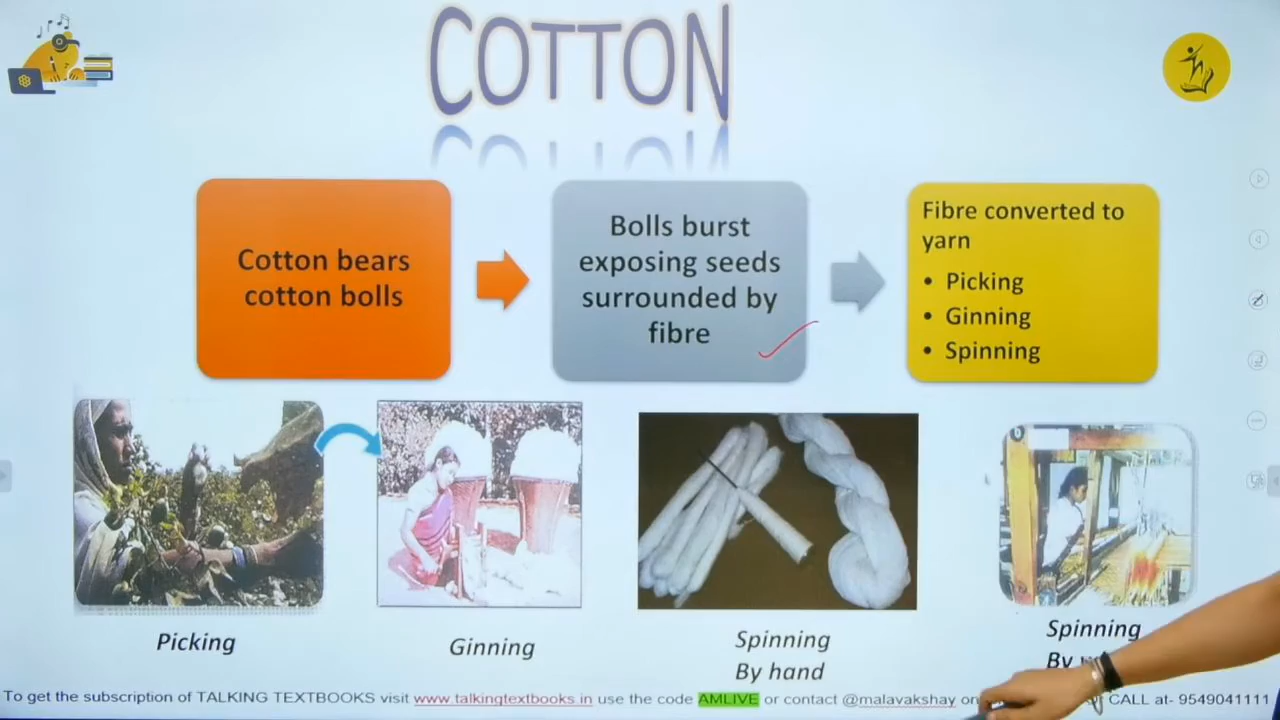 COTTON
Cotton bears
cotton bolls
Bolls burst
exposing seeds
surrounded by
fibre
Fibre converted to
yarn
• Picking
• Ginning
• Spinning
Picking
Ginning
Spinning
By hand
Spinning
By
To get the subscription of TALKING TEXTBOOKS visit www.talkingtextbooks.in use the code AMLIVE or contact @malavakshay on CALL at- 9549041111